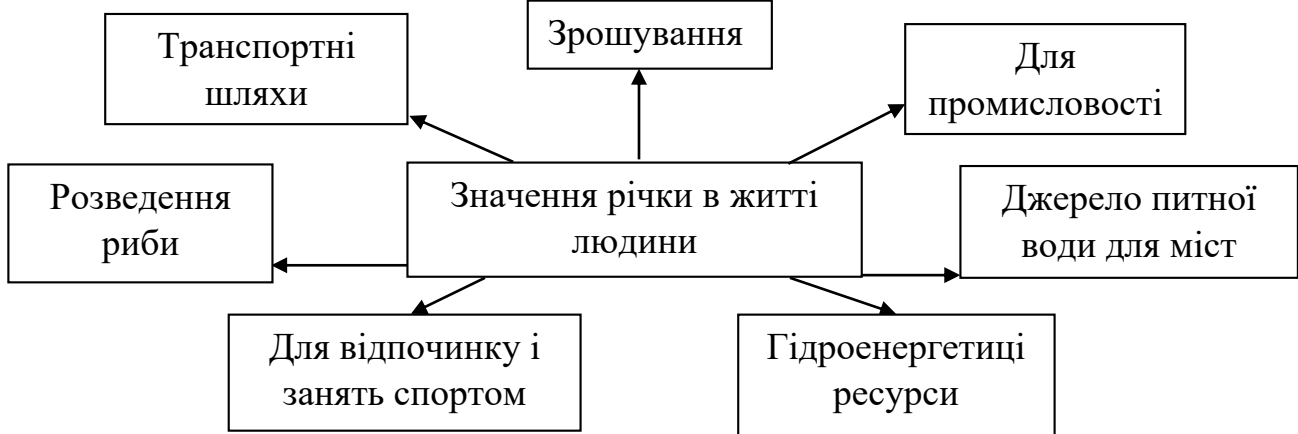 Транспортні
шляхи
Зрошування
Для
промисловості
Розведення
риби
Значення річки в житті
людини
Джерело питної
води для міст
Для відпочинку і
занять спортом
Гідроенергетиці
ресурси